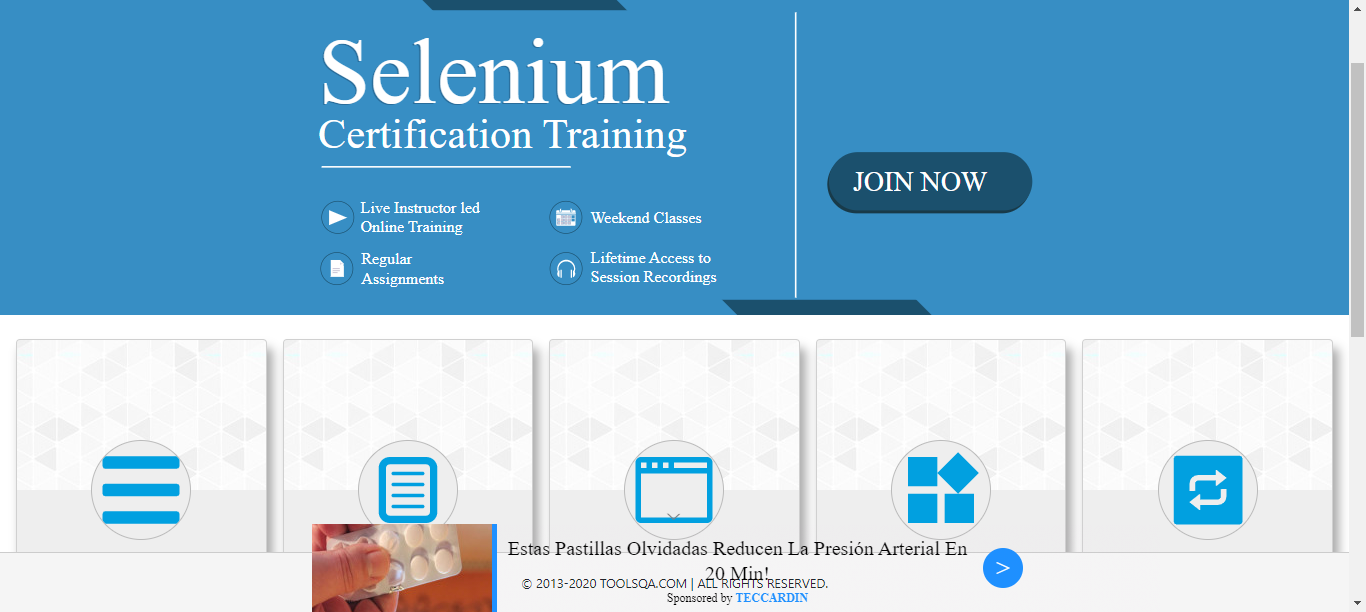 Selenium
Certification Training
Live Instructor led
Online Training
Weekend Classes
Regular
Assignments
Lifetime Access to
Session Recordings
JOIN NOW
Estas Pastillas Olvidadas Reducen La Presión Arterial En
20 Min!
>
© 2013-2020 TOOLSQA.COM | ALL RIGHTS RESERVED.
Sponsored by TECCARDIN